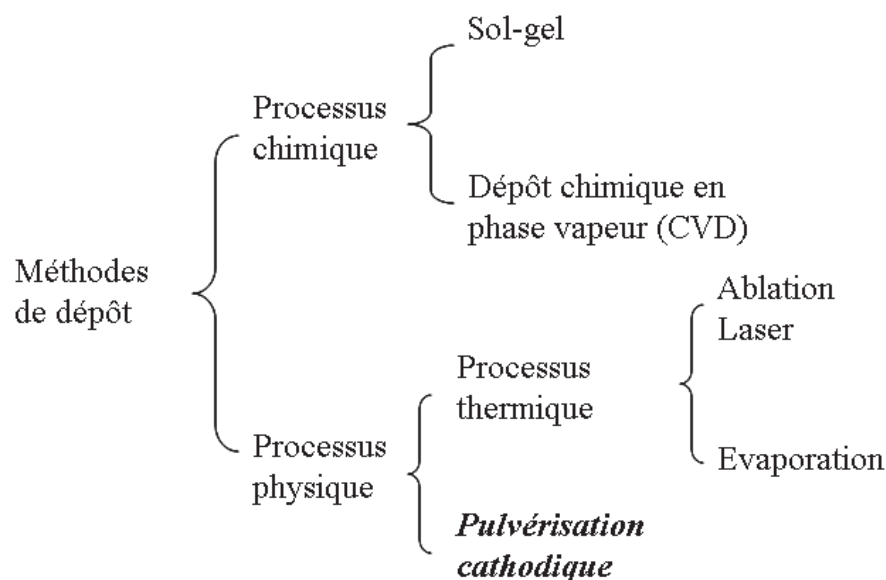 Sol-gel
Processus
chimique
Dépôt chimique en
phase vapeur (CVD)
Méthodes
de dépôt
Ablation
Laser
Processus
thermique
Evaporation
Processus
physique
Pulvérisation
cathodique